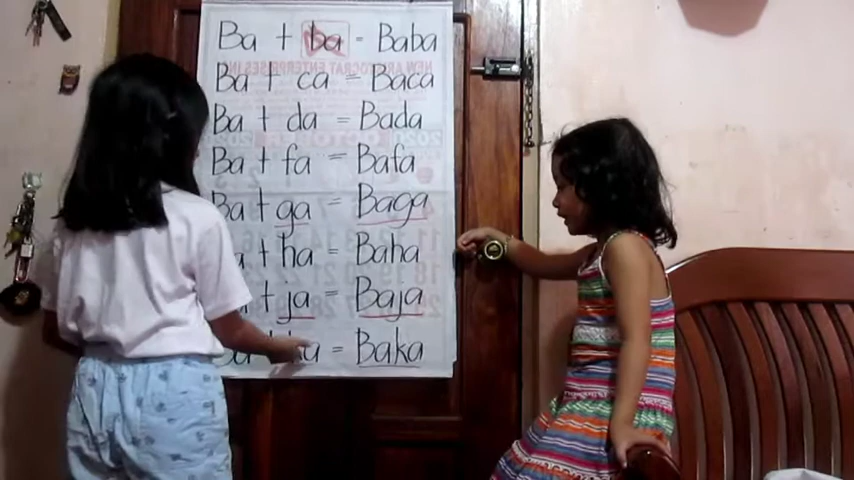 Ba + ba = Baba
Ba + ca = Baca
Ba + da = Bada
Ba + fa = Bafa
Ba + ga = Baga
+ ha = Baha
+ ja = Baja
= Baka